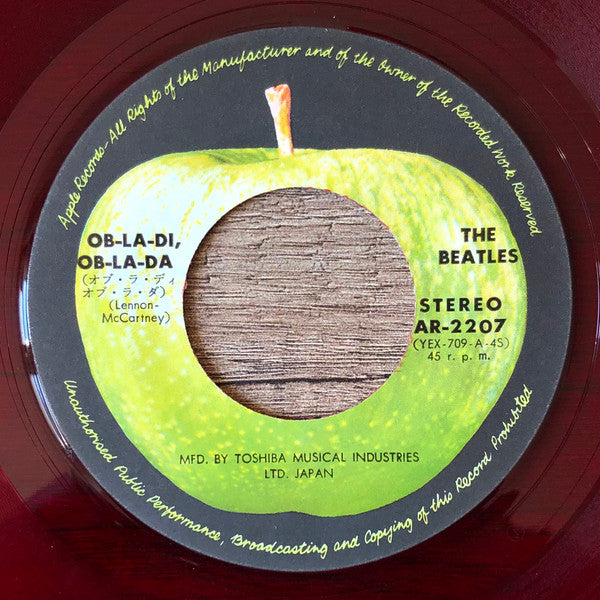 Apple Records–All Rights of the Manufacturer and of the Owner of the Recorded Work Reserved
OB-LA-DI,
OB-LA-DA
(オブ・ラ・ディ
オブ・ラ・ダ)
(Lennon-
McCartney)
THE
BEATLES
STEREO
AR-2207
(YEX-709-A-4S)
45 r. p. m.
MFD. BY TOSHIBA MUSICAL INDUSTRIES
LTD. JAPAN
Unauthorised Public Performance, Broadcasting and Copying of this Record Prohibited